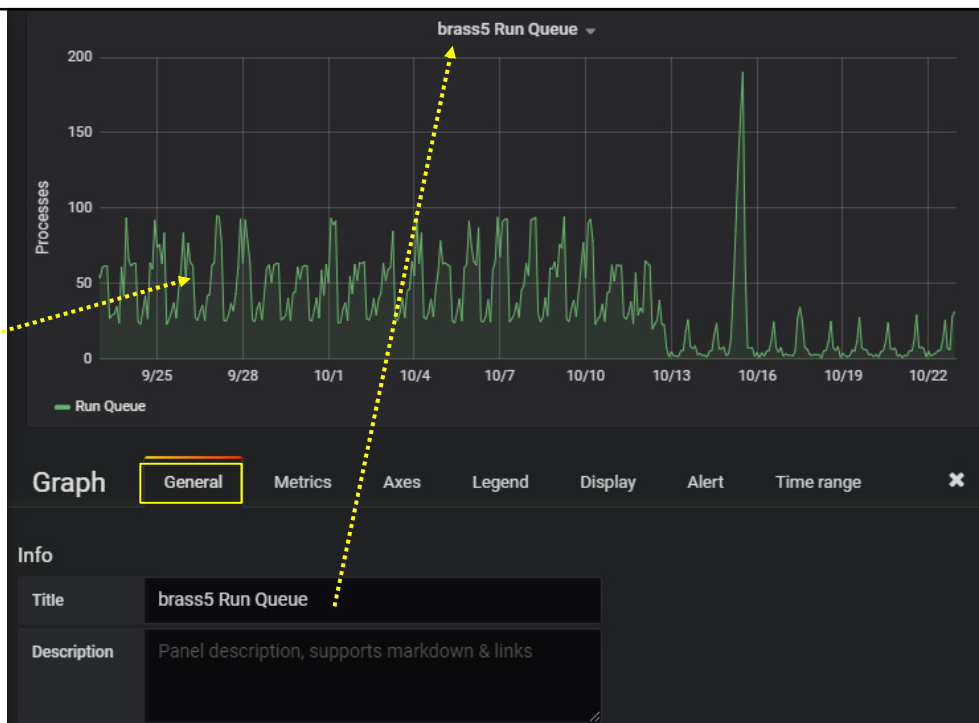 brass5 Run Queue
200
150
100
50
0
Processes
9/25 9/28 10/1 10/4 10/7 10/10 10/13 10/16 10/19 10/22
Run Queue
Graph General Metrics Axes Legend Display Alert Time range
Info
Title brass5 Run Queue
Description Panel description, supports markdown & links